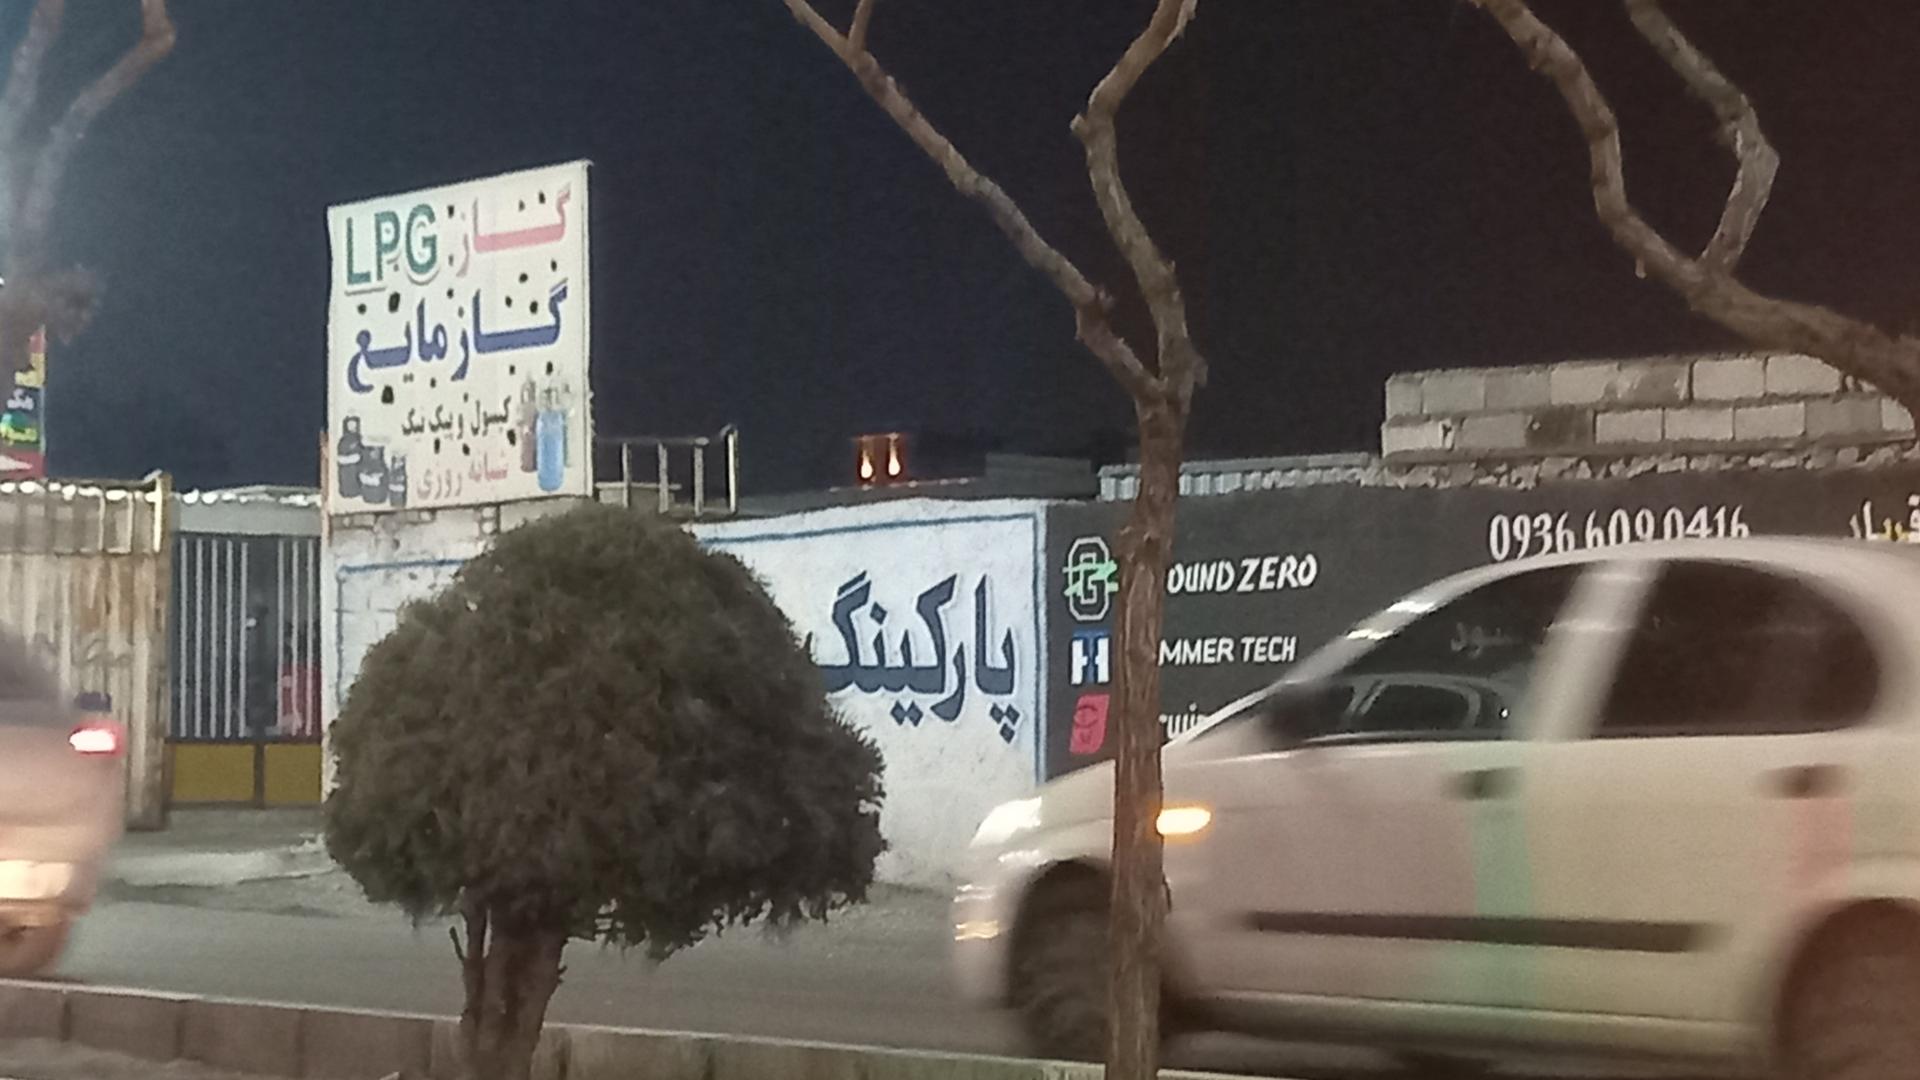 گاز LPG
گاز مایع
کپسول و پیک نیک
شبانه روزی
پارکینگ
0936 609 0416
OUND ZERO
MMER TECH